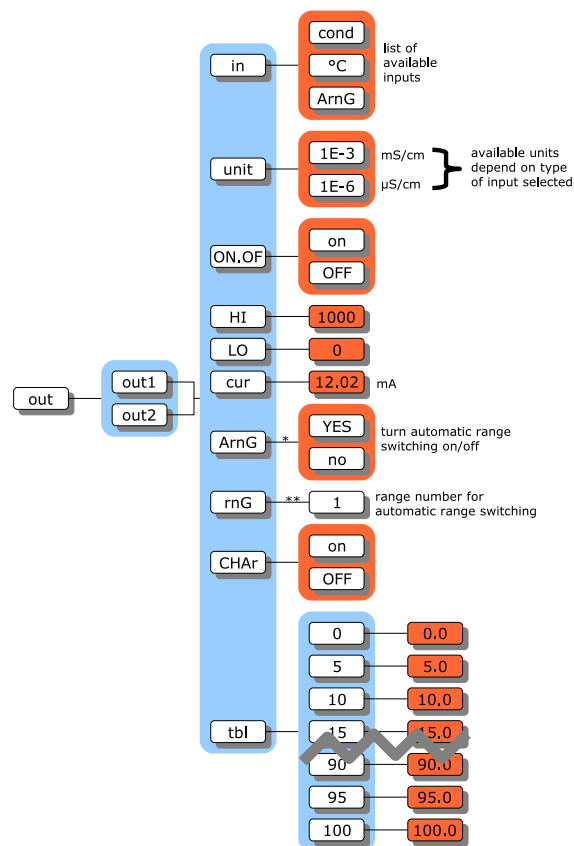 cond
in
°C
list of
available
inputs
ArnG
unit
1E-3
mS/cm
1E-6
µS/cm
available units
depend on type
of input selected
ON.OF
on
OFF
HI
1000
LO
0
out
out1
out2
cur
12.02
mA
ArnG
*
YES
no
turn automatic range
switching on/off
rnG
**
1
range number for
automatic range switching
CHAr
on
OFF
tbl
0
0.0
5
5.0
10
10.0
15
15.0
90
90.0
95
95.0
100
100.0